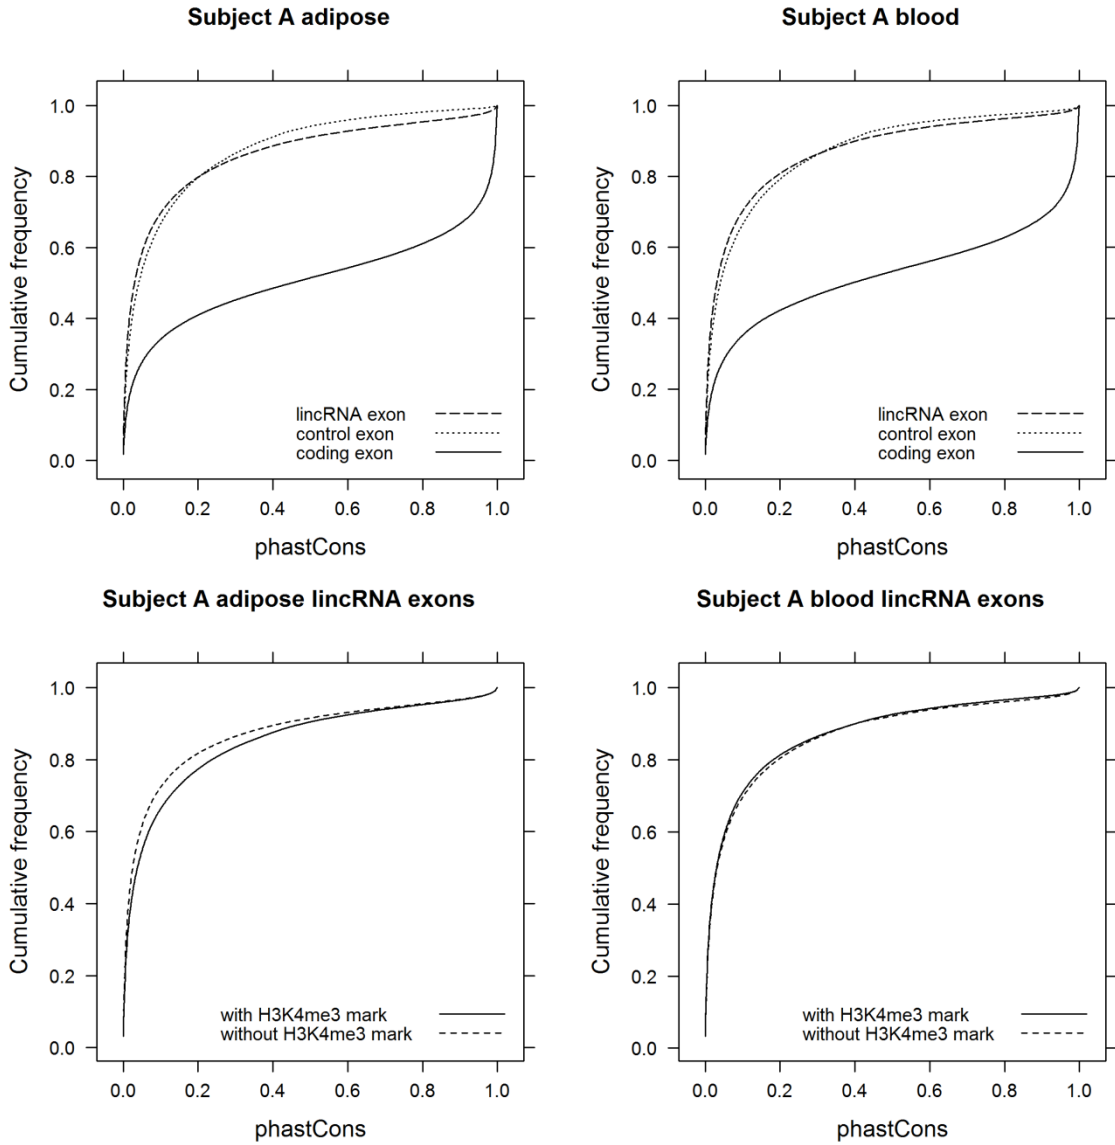 Subject A adipose
Cumulative frequency
1.0
0.8
0.6
0.4
0.2
0.0
lincRNA exon
control exon
coding exon
0.0 0.2 0.4 0.6 0.8 1.0
phastCons
Subject A blood
Cumulative frequency
1.0
0.8
0.6
0.4
0.2
0.0
lincRNA exon
control exon
coding exon
0.0 0.2 0.4 0.6 0.8 1.0
phastCons
Subject A adipose lincRNA exons
Cumulative frequency
1.0
0.8
0.6
0.4
0.2
0.0
with H3K4me3 mark
without H3K4me3 mark
0.0 0.2 0.4 0.6 0.8 1.0
phastCons
Subject A blood lincRNA exons
Cumulative frequency
1.0
0.8
0.6
0.4
0.2
0.0
with H3K4me3 mark
without H3K4me3 mark
0.0 0.2 0.4 0.6 0.8 1.0
phastCons